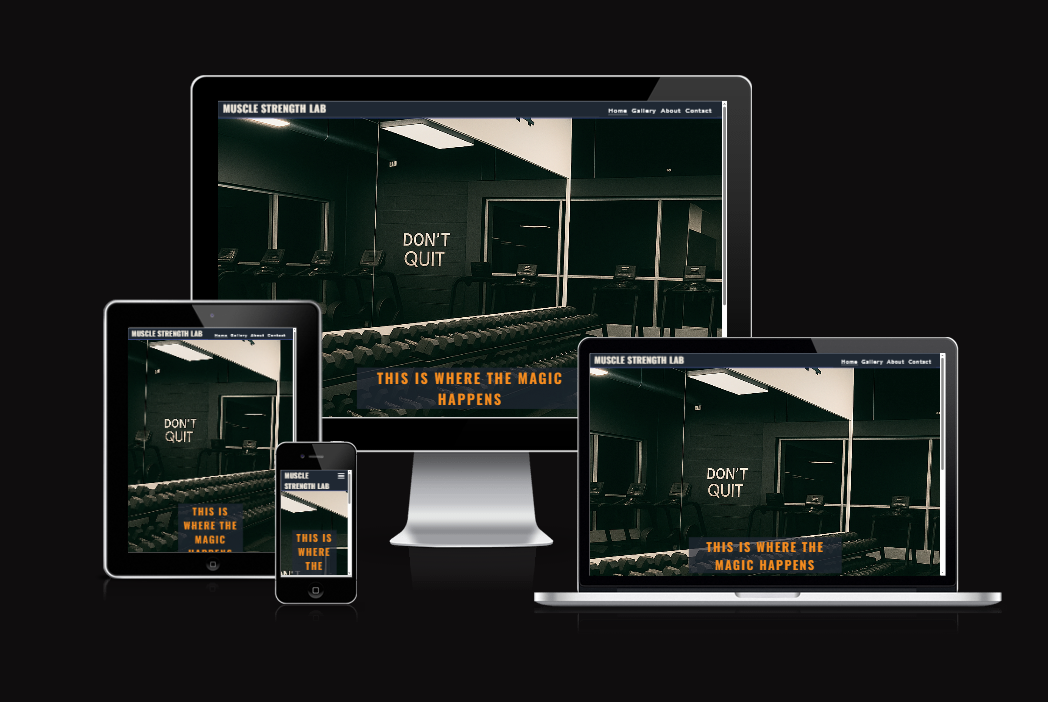 MUSCLE STRENGTH LAB
Home Gallery About Contact
DON'T
QUIT
THIS IS WHERE THE MAGIC
HAPPENS
MUSCLE STRENGTH LAB
Home Gallery About Contact
DON'T
QUIT
THIS IS
WHERE THE
MAGIC
HAPPENS
MUSCLE
STRENGTH LAB
THIS IS
WHERE
THE
MUSCLE STRENGTH LAB
Home Gallery About Contact
DON'T
QUIT
THIS IS WHERE THE
MAGIC HAPPENS